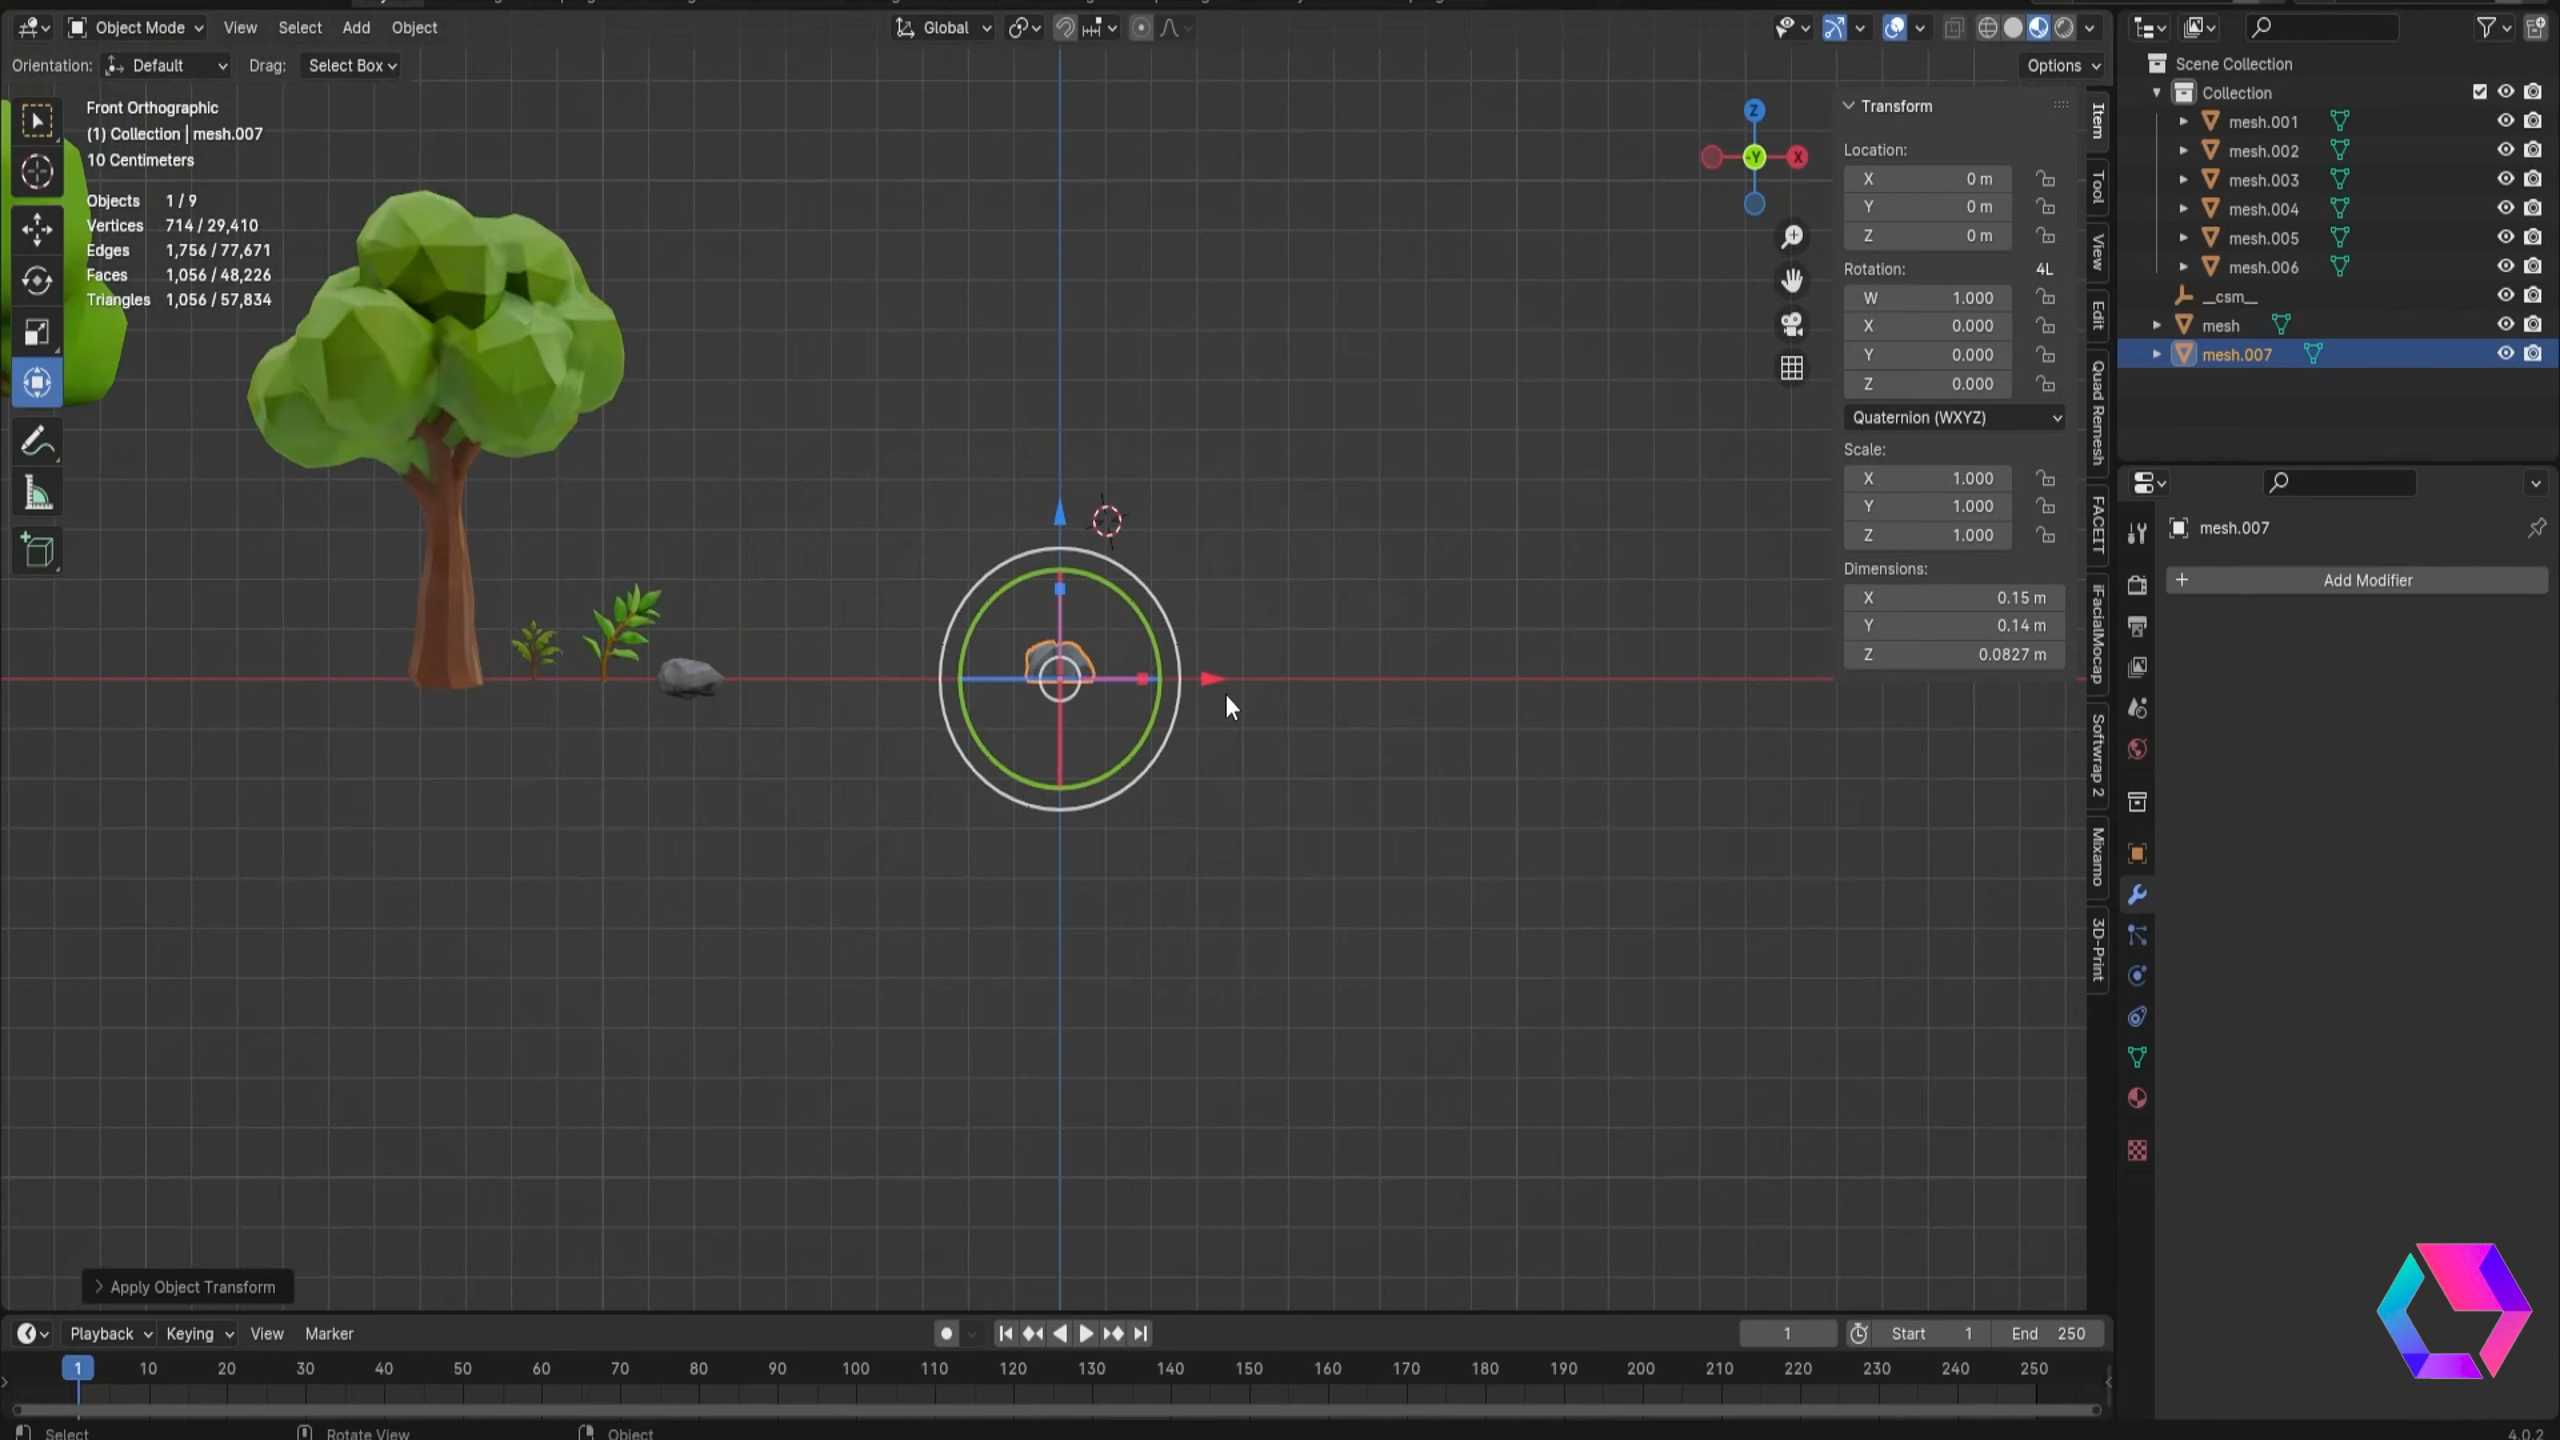 Object Mode View Select Add Object Global
Orientation: Default Drag: Select Box Options
Front Orthographic
(1) Collection | mesh.007
10 Centimeters
Objects 1 / 9
Vertices 714 / 29,410
Edges 1,756 / 77,671
Faces 1,056 / 48,226
Triangles 1,056 / 57,834
Z
-Y X
Transform
Location:
X 0 m
Y 0 m
Z 0 m
Rotation: 4L
W 1.000
X 0.000
Y 0.000
Z 0.000
Quaternion (WXYZ)
Scale:
X 1.000
Y 1.000
Z 1.000
Dimensions:
X 0.15 m
Y 0.14 m
Z 0.0827 m
Item
Tool
View
Edit
Quad Remesh
FACEIT
iFacialMocap
Softwrap 2
Mixamo
3D-Print
Scene Collection
Collection
mesh.001
mesh.002
mesh.003
mesh.004
mesh.005
mesh.006
__csm__
mesh
mesh.007
mesh.007
+ Add Modifier
> Apply Object Transform
Playback Keying View Marker 1 Start 1 End 250
1 10 20 30 40 50 60 70 80 90 100 110 120 130 140 150 160 170 180 190 200 210 220 230 240 250
Select Rotate View Object 4.0.2